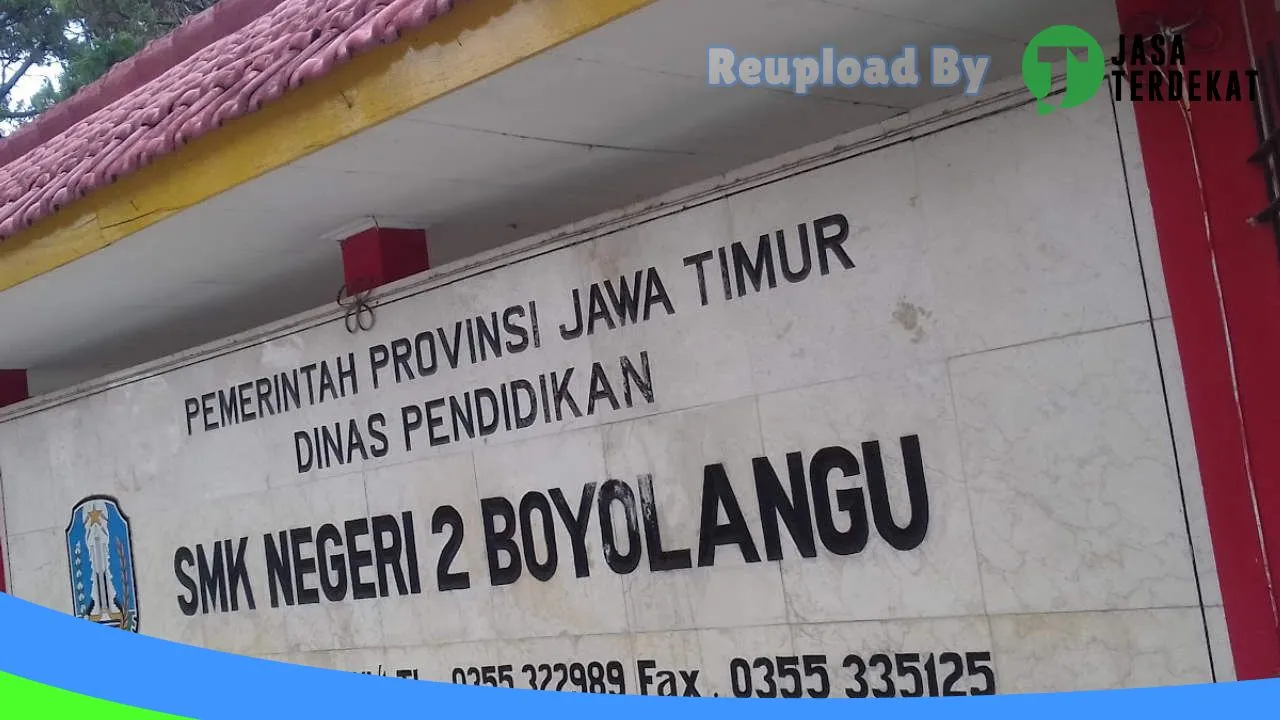 Reupload By
JASA
TERDEKAT
PEMERINTAH PROVINSI JAWA TIMUR
DINAS PENDIDIKAN
SMK NEGERI 2 BOYOLANGU
0355 322989 Fax. 0355 335125